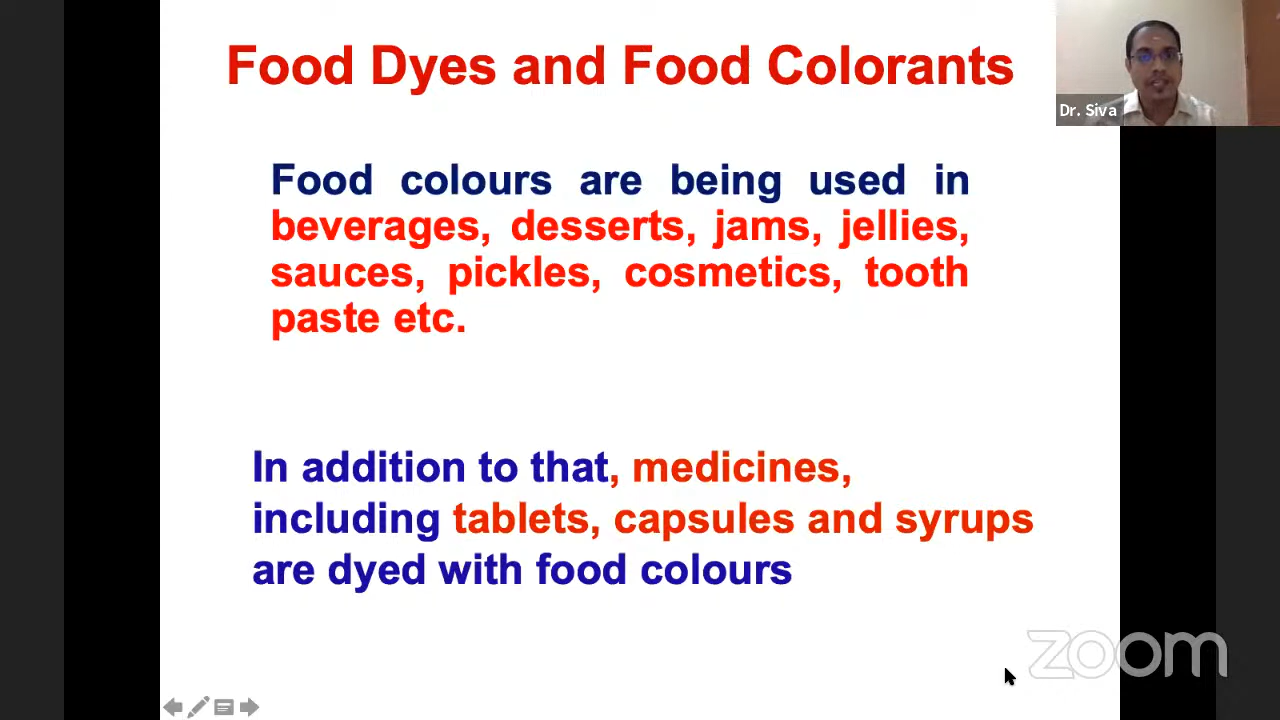 Food Dyes and Food Colorants
Dr. Siva
Food colours are being used in
beverages, desserts, jams, jellies,
sauces, pickles, cosmetics, tooth
paste etc.
In addition to that, medicines,
including tablets, capsules and syrups
are dyed with food colours
zoom